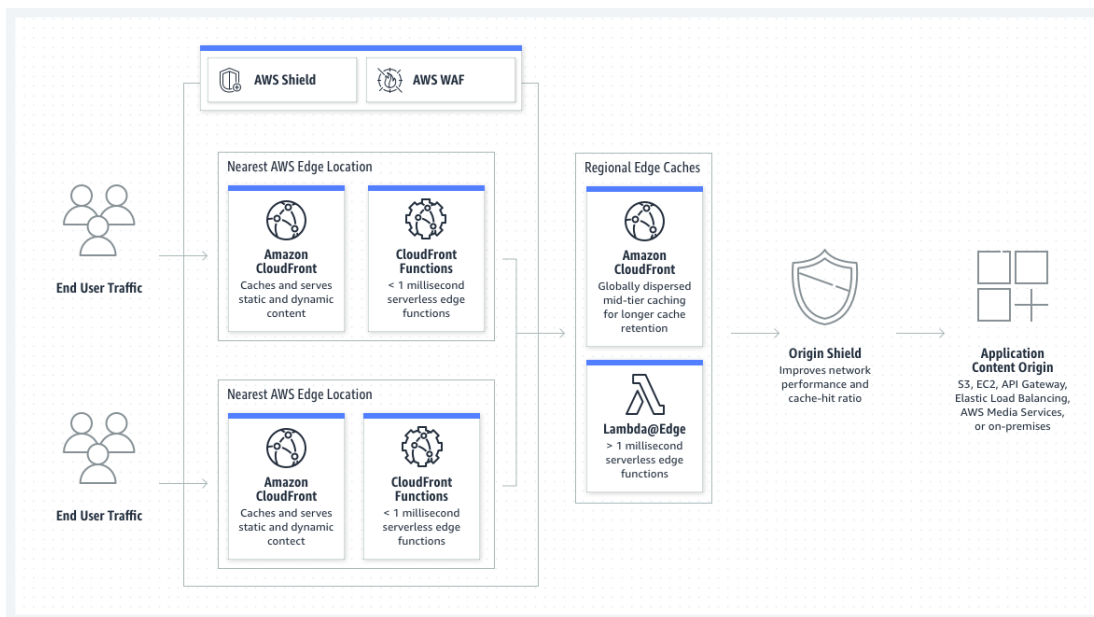 AWS Shield
AWS WAF
Nearest AWS Edge Location
Amazon
CloudFront
Caches and serves
static and dynamic
content
CloudFront
Functions
< 1 millisecond
serverless edge
functions
End User Traffic
Nearest AWS Edge Location
Amazon
CloudFront
Caches and serves
static and dynamic
contect
CloudFront
Functions
< 1 millisecond
serverless edge
functions
End User Traffic
Regional Edge Caches
Amazon
CloudFront
Globally dispersed
mid-tier caching
for longer cache
retention
Lambda@Edge
> 1 millisecond
serverless edge
functions
Origin Shield
Improves network
performance and
cache-hit ratio
Application
Content Origin
S3, EC2, API Gateway,
Elastic Load Balancing,
AWS Media Services,
or on-premises